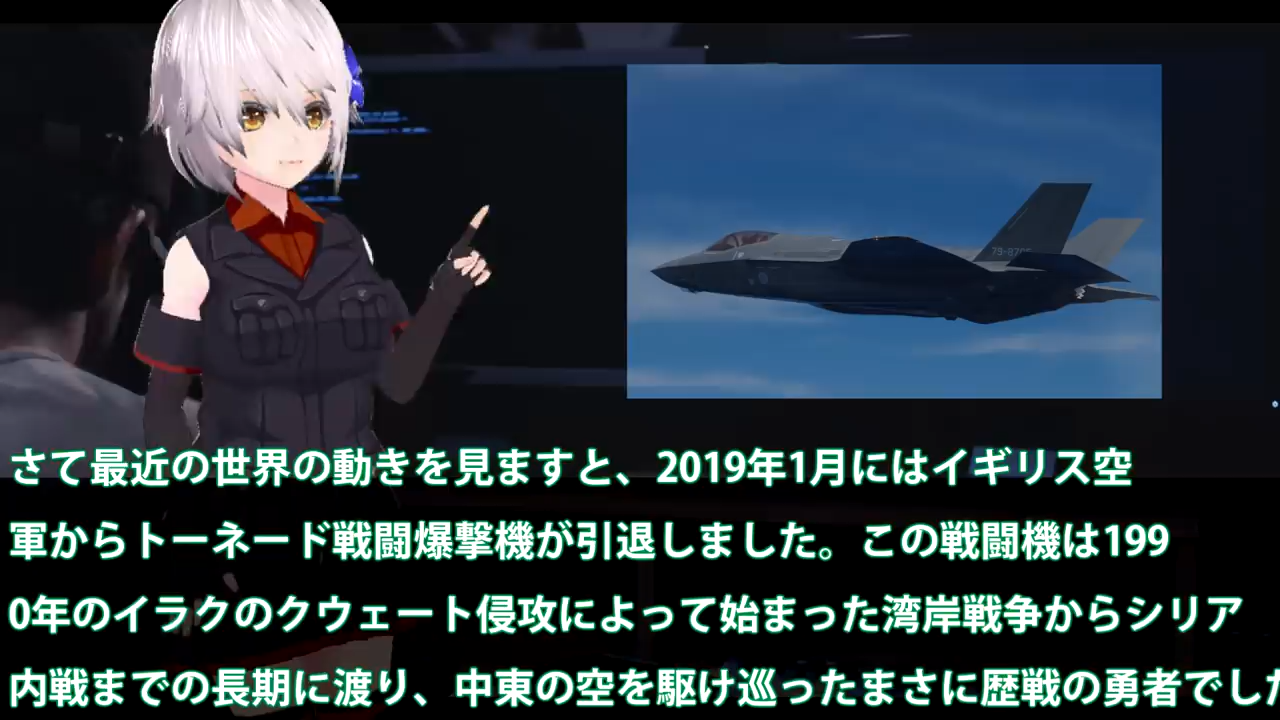 79-8705
さて最近の世界の動きを見ますと、2019年1月にはイギリス空
軍からトーネード戦闘爆撃機が引退しました。この戦闘機は199
0年のイラクのクウェート侵攻によって始まった湾岸戦争からシリア
内戦までの長期に渡り、中東の空を駆け巡ったまさに歴戦の勇者でした